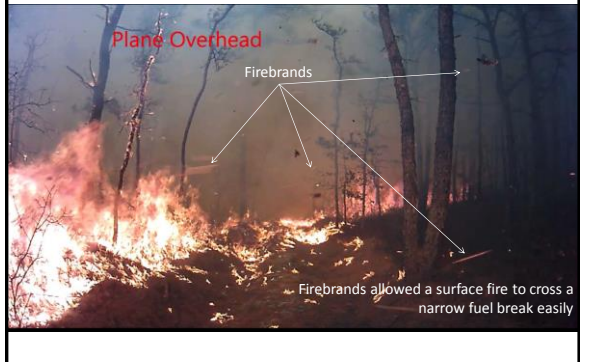 Plane Overhead
Firebrands
Firebrands allowed a surface fire to cross a
narrow fuel break easily